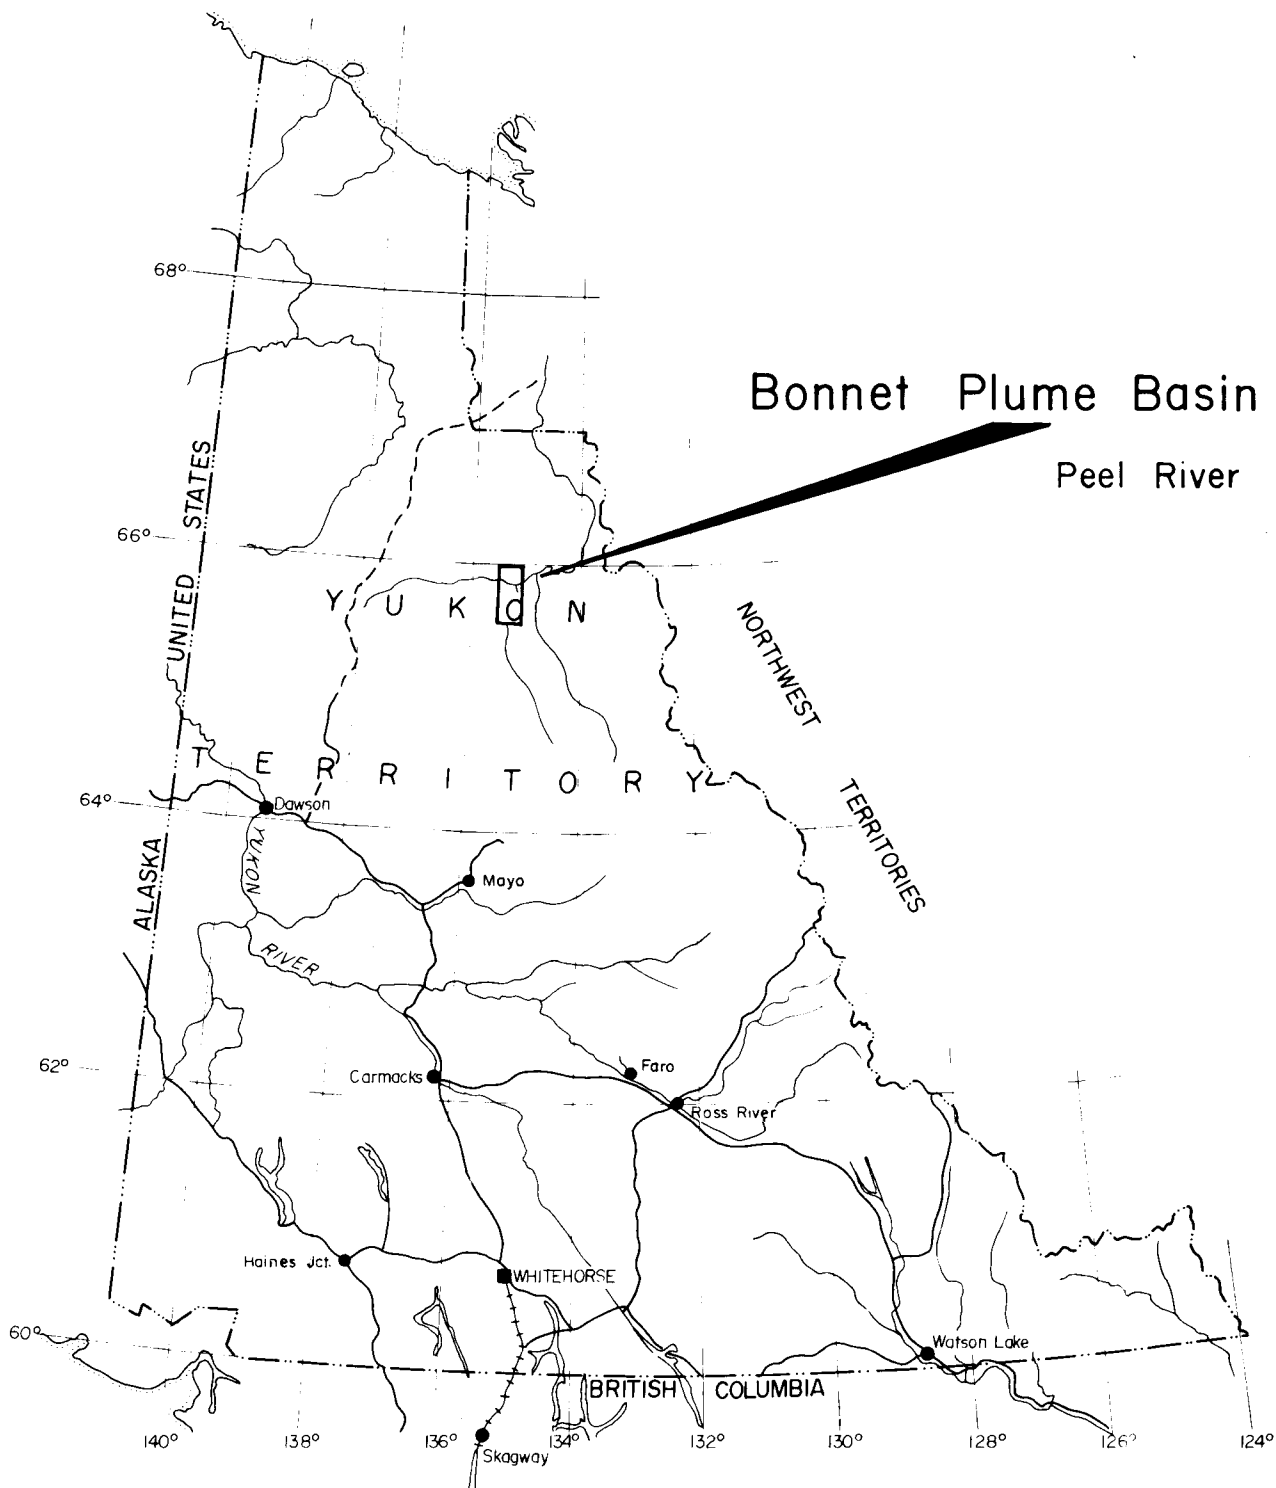 68°
Bonnet Plume Basin
Peel River
66°
UNITED STATES
YUKON
NORTHWEST
TERRITORY
64°
Dawson
TERRITORIES
YUKON
ALASKA
Mayo
RIVER
62°
Faro
Carmacks
Ross River
Haines Jct.
WHITEHORSE
60°
Watson Lake
BRITISH COLUMBIA
140°
138°
136°
134°
132°
130°
128°
126°
124°
Skagway